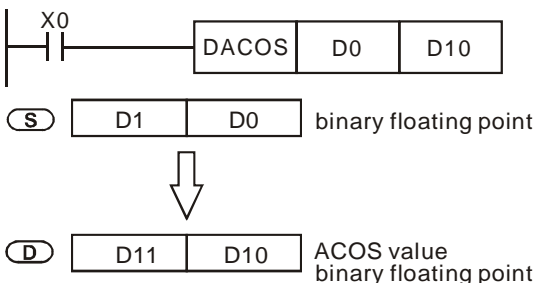 X0
DACOS D0 D10
S D1 D0 binary floating point
D D11 D10 ACOS value
binary floating point